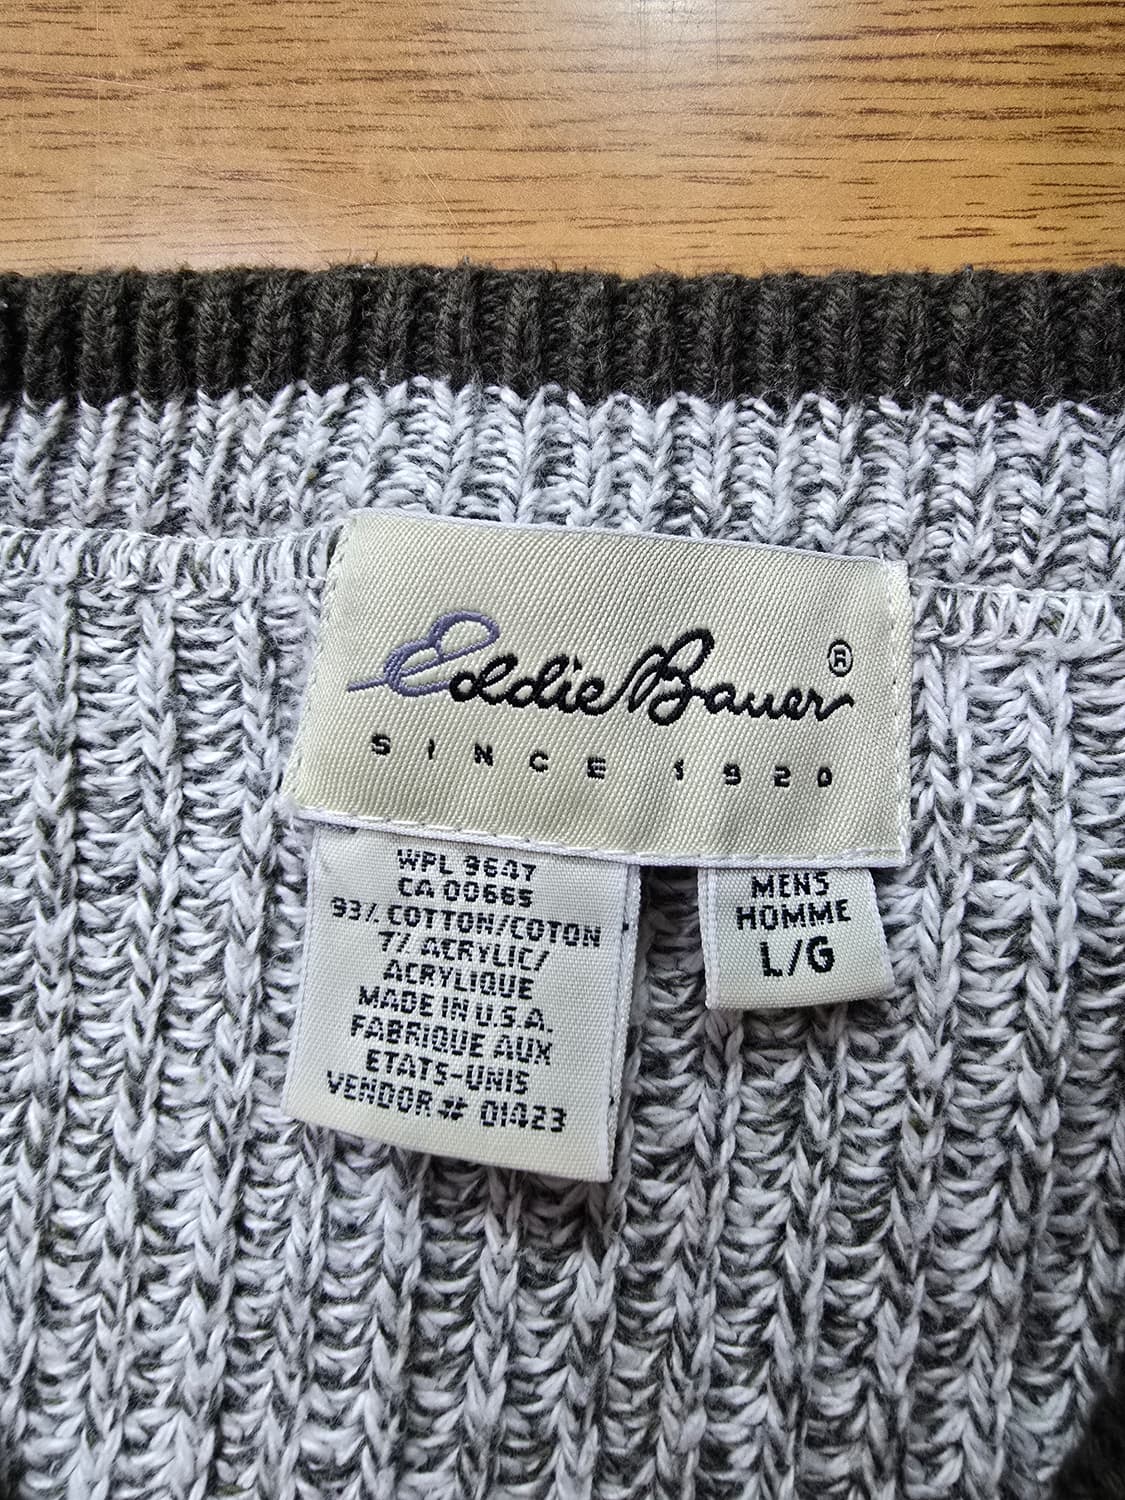 Eddie Bauer®
SINCE 1920
WPL 9647
CA 00665
93% COTTON/COTON
7% ACRYLIC/
ACRYLIQUE
MADE IN U.S.A.
FABRIQUE AUX
ETATS-UNIS
VENDOR # 01423
MENS
HOMME
L/G